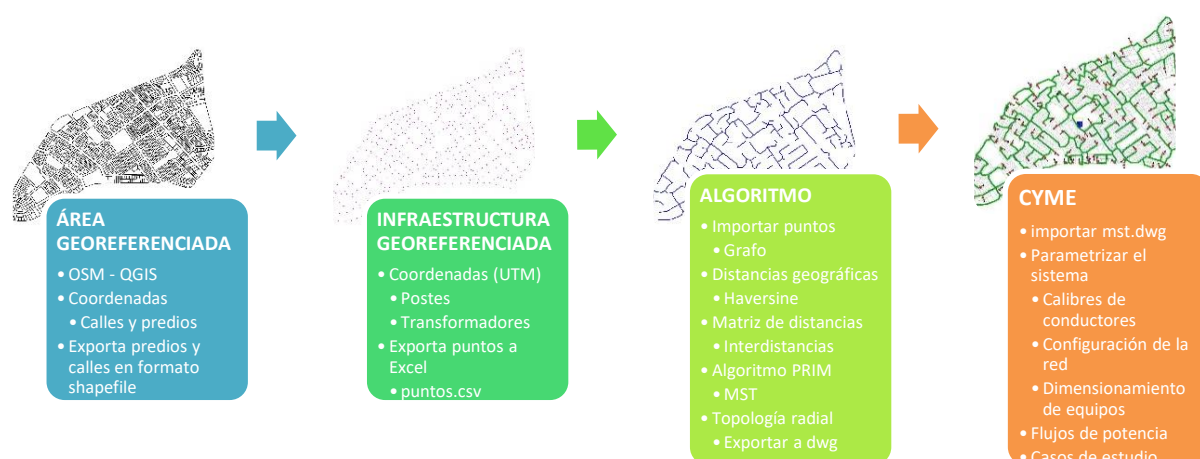 ÁREA
GEOREFERENCIADA
• OSM - QGIS
• Coordenadas
• Calles y predios
• Exporta predios y
calles en formato
shapefile
INFRAESTRUCTURA
GEOREFERENCIADA
• Coordenadas (UTM)
• Postes
• Transformadores
• Exporta puntos a
Excel
• puntos.csv
ALGORITMO
• Importar puntos
• Grafo
• Distancias geográficas
• Haversine
• Matriz de distancias
• Interdistancias
• Algoritmo PRIM
• MST
• Topología radial
• Exportar a dwg
CYME
• importar mst.dwg
• Parametrizar el
sistema
• Calibres de
conductores
• Configuración de la
red
• Dimensionamiento
de equipos
• Flujos de potencia
• Casos de estudio